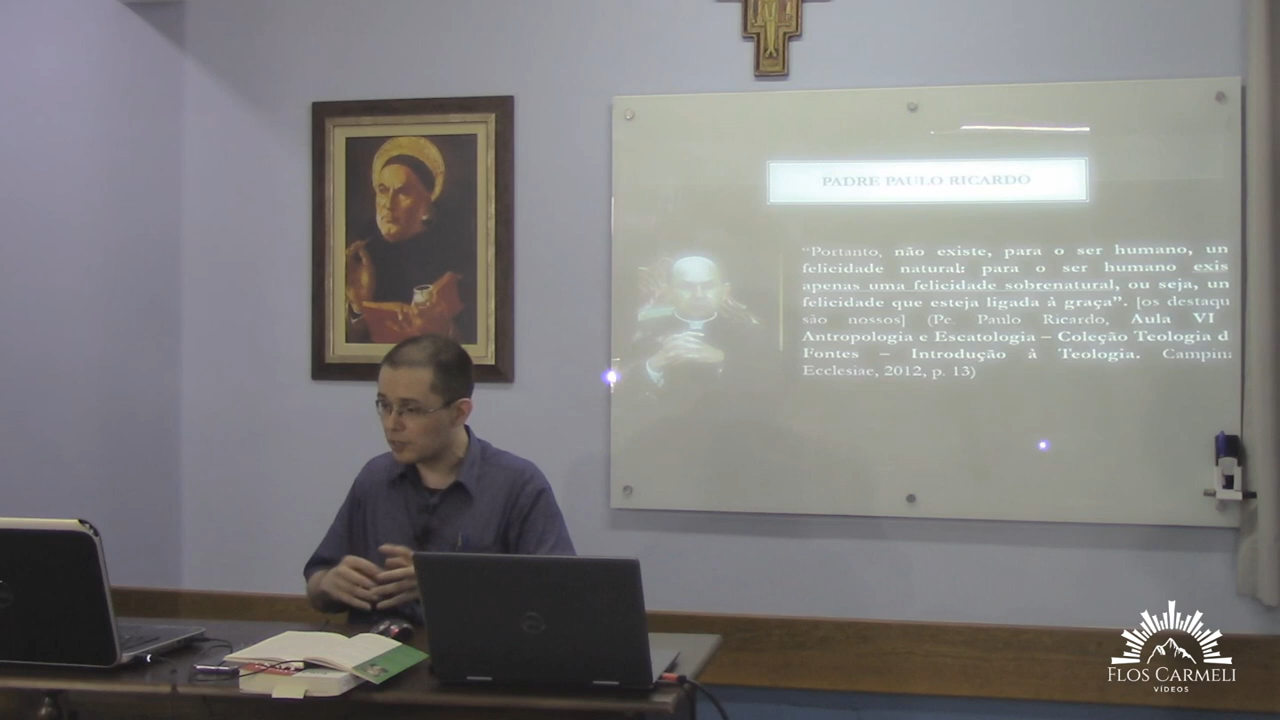 PADRE PAULO RICARDO
“Portanto, não existe, para o ser humano, un
felicidade natural: para o ser humano exis
apenas uma felicidade sobrenatural, ou seja, un
felicidade que esteja ligada à graça”. [os destaqu
são nossos] (Pe. Paulo Ricardo, Aula VI
Antropologia e Escatologia – Coleção Teologia d
Fontes – Introdução à Teologia. Campin
Ecclesiae, 2012, p. 13)
FLOS CARMELI
VÍDEOS